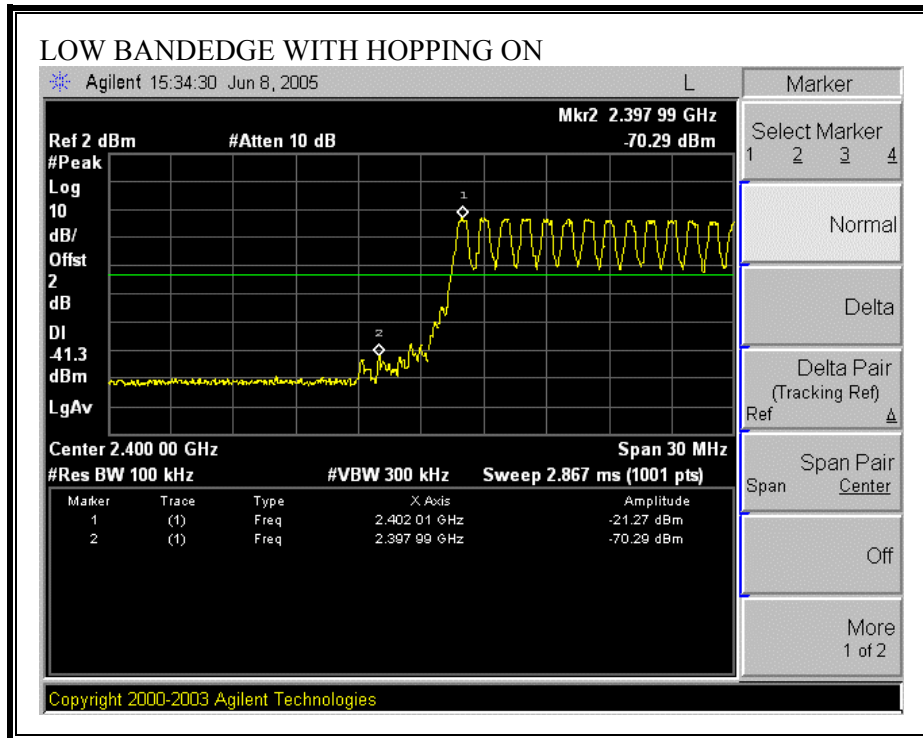 LOW BANDEDGE WITH HOPPING ON
Agilent 15:34:30 Jun 8, 2005 L
Mkr2 2.397 99 GHz
Ref 2 dBm #Atten 10 dB -70.29 dBm
#Peak
Log
10
dB/
Offst
2
dB
DI
-41.3
dBm
LgAv
1
2
Center 2.400 00 GHz Span 30 MHz
#Res BW 100 kHz #VBW 300 kHz Sweep 2.867 ms (1001 pts)
Marker Trace Type X Axis Amplitude
1 (1) Freq 2.402 01 GHz -21.27 dBm
2 (1) Freq 2.397 99 GHz -70.29 dBm
Copyright 2000-2003 Agilent Technologies
Marker
Select Marker
1 2 3 4
Normal
Delta
Delta Pair
(Tracking Ref)
Ref Δ
Span Pair
Span Center
Off
More
1 of 2